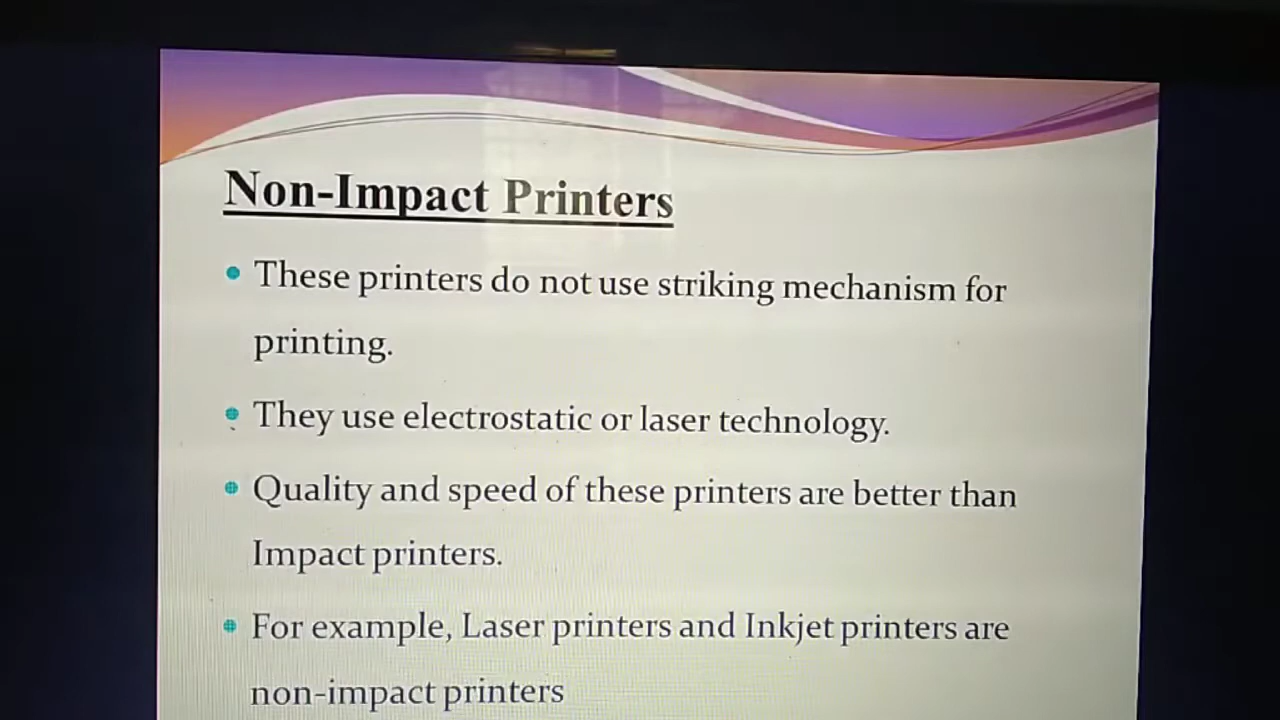 Non-Impact Printers
These printers do not use striking mechanism for
printing.
They use electrostatic or laser technology.
Quality and speed of these printers are better than
Impact printers.
For example, Laser printers and Inkjet printers are
non-impact printers